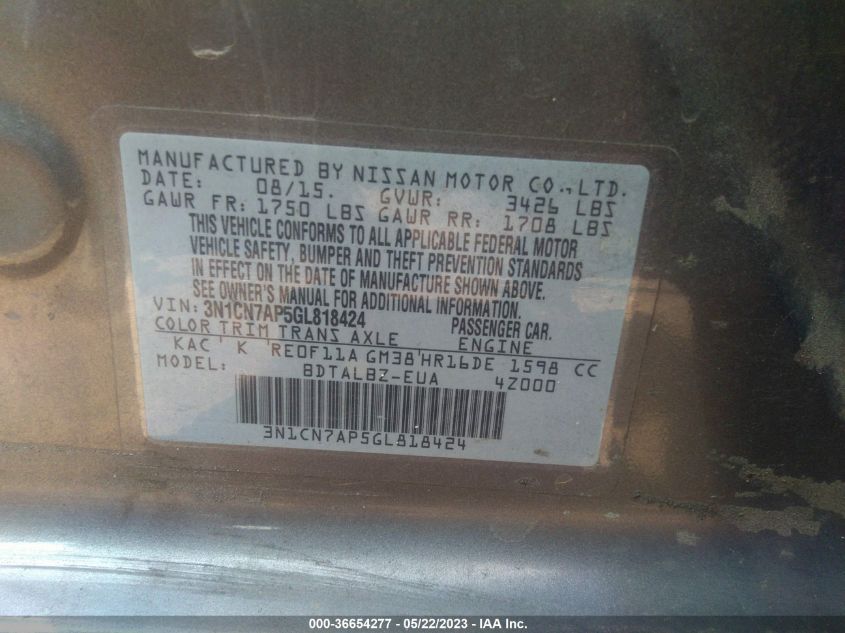 MANUFACTURED BY NISSAN MOTOR CO., LTD.
DATE: 08/15. GVWR: 3426 LBS
GAWR FR: 1750 LBS GAWR RR: 1708 LBS
THIS VEHICLE CONFORMS TO ALL APPLICABLE FEDERAL MOTOR
VEHICLE SAFETY, BUMPER AND THEFT PREVENTION STANDARDS
IN EFFECT ON THE DATE OF MANUFACTURE SHOWN ABOVE.
SEE OWNER'S MANUAL FOR ADDITIONAL INFORMATION.
VIN: 3N1CN7AP5GL818424 PASSENGER CAR.
COLOR TRIM TRANS AXLE ENGINE
KAC' K 'RE0F11A GM38'HR16DE 1598 CC
MODEL: BDTALBZ-EUA 4Z000
3N1CN7AP5GL818424
000-36654277 - 05/22/2023 - IAA Inc.